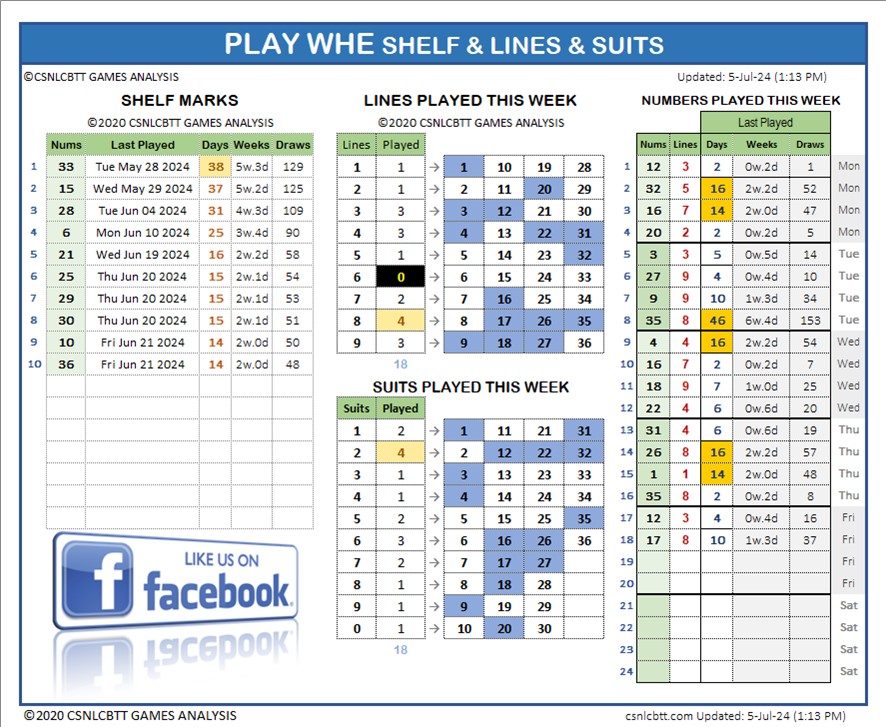 PLAY WHE SHELF & LINES & SUITS
©CSNLCBTT GAMES ANALYSIS
Updated: 5-Jul-24 (1:13 PM)
SHELF MARKS
©2020 CSNLCBTT GAMES ANALYSIS
Nums Last Played Days Weeks Draws
1 33 Tue May 28 2024 38 5w.3d 129
2 15 Wed May 29 2024 37 5w.2d 125
3 28 Tue Jun 04 2024 31 4w.3d 109
4 6 Mon Jun 10 2024 25 3w.4d 90
5 21 Wed Jun 19 2024 16 2w.2d 58
6 25 Thu Jun 20 2024 15 2w.1d 54
7 29 Thu Jun 20 2024 15 2w.1d 53
8 30 Thu Jun 20 2024 15 2w.1d 51
9 10 Fri Jun 21 2024 14 2w.0d 50
10 36 Fri Jun 21 2024 14 2w.0d 48
LIKE US ON
facebook.
LINES PLAYED THIS WEEK
©2020 CSNLCBTT GAMES ANALYSIS
Lines Played
1 1 → 1 10 19 28
2 1 → 2 11 20 29
3 3 → 3 12 21 30
4 3 → 4 13 22 31
5 1 → 5 14 23 32
6 0 → 6 15 24 33
7 2 → 7 16 25 34
8 4 → 8 17 26 35
9 3 → 9 18 27 36
18
SUITS PLAYED THIS WEEK
Suits Played
1 2 → 1 11 21 31
2 4 → 2 12 22 32
3 1 → 3 13 23 33
4 1 → 4 14 24 34
5 2 → 5 15 25 35
6 3 → 6 16 26 36
7 2 → 7 17 27
8 1 → 8 18 28
9 1 → 9 19 29
0 1 → 10 20 30
18
NUMBERS PLAYED THIS WEEK
Last Played
Nums Lines Days Weeks Draws
1 12 3 2 0w.2d 1 Mon
2 32 5 16 2w.2d 52 Mon
3 16 7 14 2w.0d 47 Mon
4 20 2 2 0w.2d 5 Mon
5 3 3 5 0w.5d 14 Tue
6 27 9 4 0w.4d 10 Tue
7 9 9 10 1w.3d 34 Tue
8 35 8 46 6w.4d 153 Tue
9 4 4 16 2w.2d 54 Wed
10 16 7 2 0w.2d 7 Wed
11 18 9 7 1w.0d 25 Wed
12 22 4 6 0w.6d 20 Wed
13 31 4 6 0w.6d 19 Thu
14 26 8 16 2w.2d 57 Thu
15 1 1 14 2w.0d 48 Thu
16 35 8 2 0w.2d 8 Thu
17 12 3 4 0w.4d 16 Fri
18 17 8 10 1w.3d 37 Fri
19 Fri
20 Fri
21 Sat
22 Sat
23 Sat
24 Sat
©2020 CSNLCBTT GAMES ANALYSIS
csnlcbtt.com Updated: 5-Jul-24 (1:13 PM)